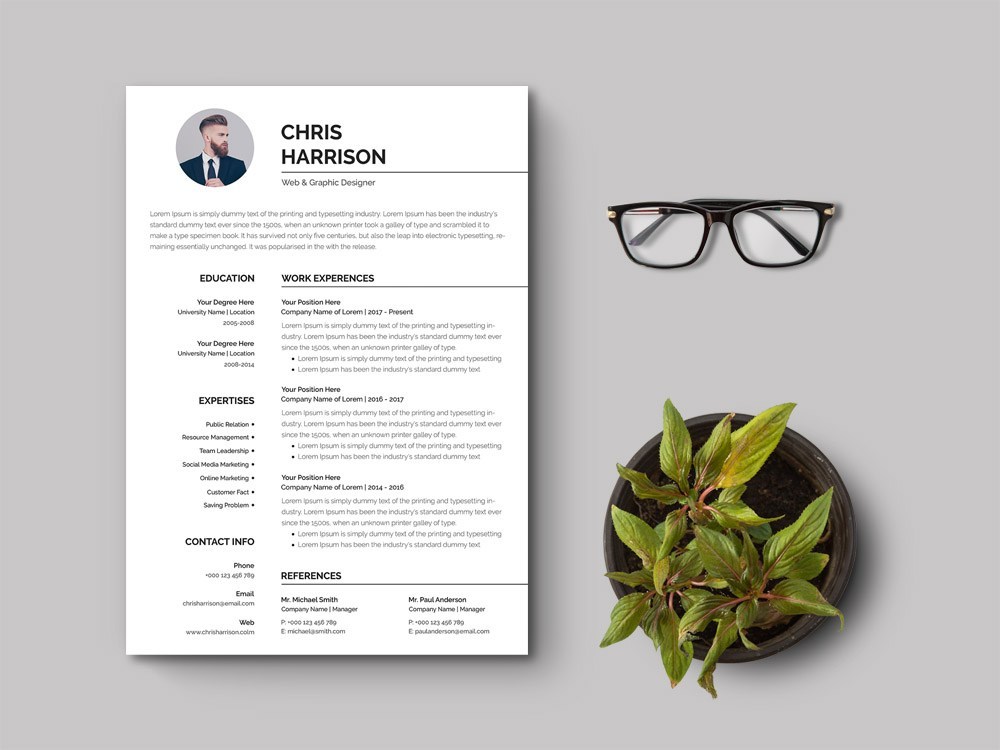 CHRIS
HARRISON
Web & Graphic Designer
Lorem Ipsum is simply dummy text of the printing and typesetting industry. Lorem Ipsum has been the industry's
standard dummy text ever since the 1500s, when an unknown printer took a galley of type and scrambled it to
make a type specimen book. It has survived not only five centuries, but also the leap into electronic typesetting, re-
maining essentially unchanged. It was popularised in the with the release.
EDUCATION
Your Degree Here
University Name | Location
2005-2008
Your Degree Here
University Name | Location
2008-2014
EXPERTISES
Public Relation •
Resource Management •
Team Leadership •
Social Media Marketing •
Online Marketing •
Customer Fact •
Saving Problem •
CONTACT INFO
Phone
+000 123 456 789
Email
chrisharrison@email.com
Web
www.chrisharrison.colm
WORK EXPERENCES
Your Position Here
Company Name of Lorem | 2017 - Present
Lorem Ipsum is simply dummy text of the printing and typesetting in-
dustry. Lorem Ipsum has been the industry's standard dummy text ever
since the 1500s, when an unknown printer galley of type.
• Lorem Ipsum is simply dummy text of the printing and typesetting
• Lorem Ipsum has been the industry's standard dummy text
Your Position Here
Company Name of Lorem | 2016 - 2017
Lorem Ipsum is simply dummy text of the printing and typesetting in-
dustry. Lorem Ipsum has been the industry's standard dummy text ever
since the 1500s, when an unknown printer galley of type.
• Lorem Ipsum is simply dummy text of the printing and typesetting
• Lorem Ipsum has been the industry's standard dummy text
Your Position Here
Company Name of Lorem | 2014 - 2016
Lorem Ipsum is simply dummy text of the printing and typesetting in-
dustry. Lorem Ipsum has been the industry's standard dummy text ever
since the 1500s, when an unknown printer galley of type.
• Lorem Ipsum is simply dummy text of the printing and typesetting
• Lorem Ipsum has been the industry's standard dummy text
REFERENCES
Mr. Michael Smith
Company Name | Manager
P: +000 123 456 789
E: michael@smith.com
Mr. Paul Anderson
Company Name | Manager
P: +000 123 456 789
E: paulanderson@email.com